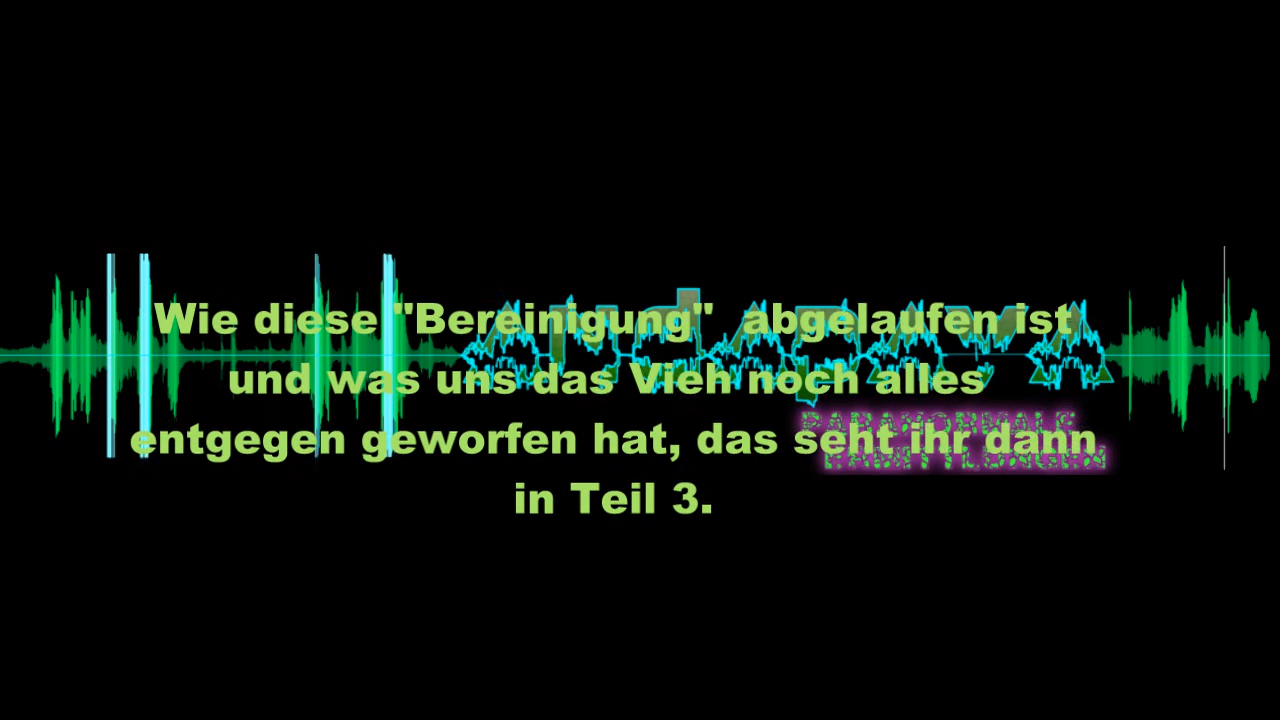 Wie diese "Bereinigung"  abgelaufen ist
und was uns das Vieh noch alles
entgegen geworfen hat, das seht ihr dann
in Teil 3.
PARANORMALE